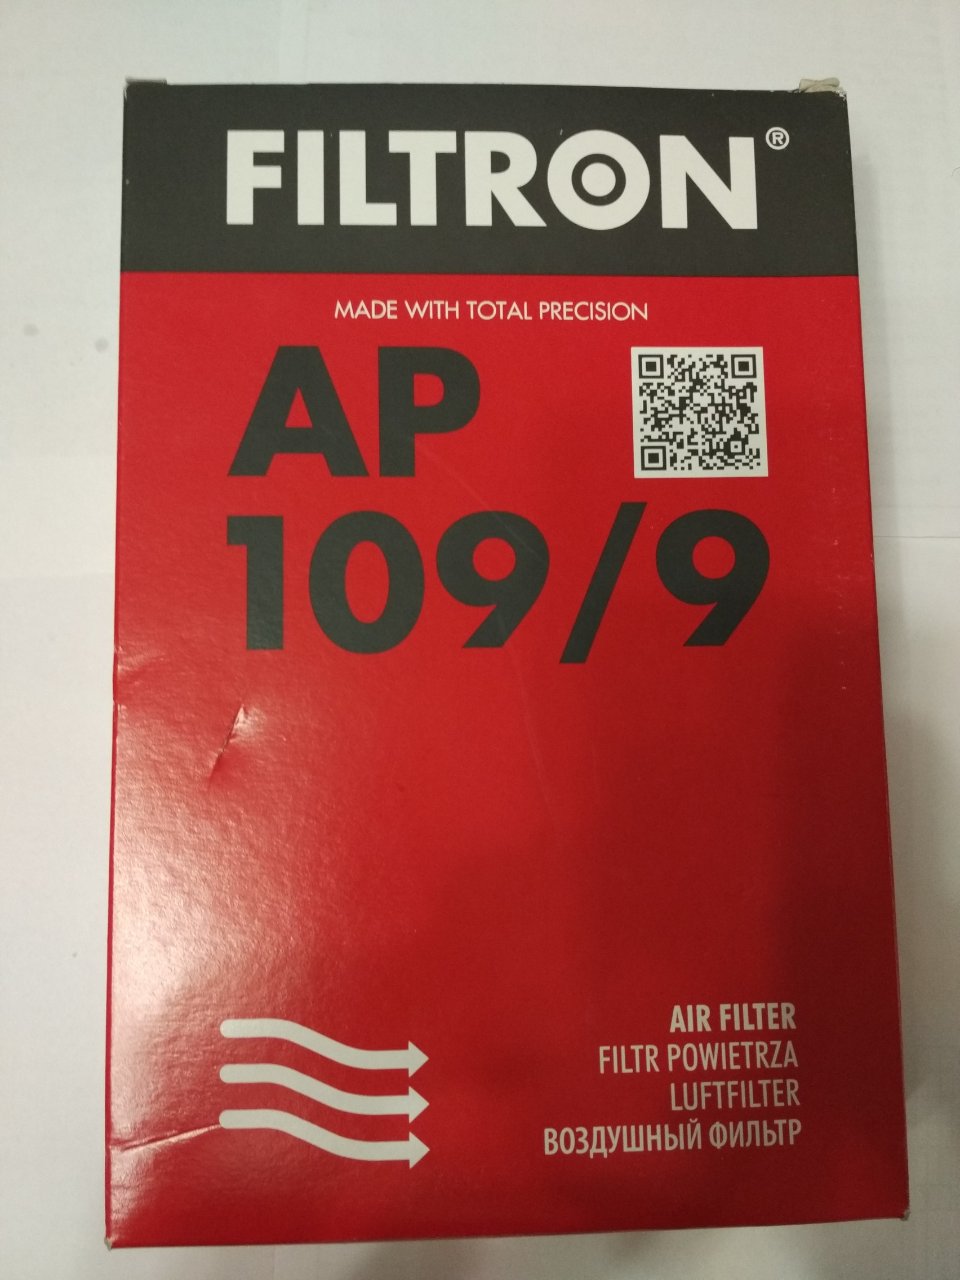 FILTRON®
MADE WITH TOTAL PRECISION
AP
109/9
AIR FILTER
FILTR POWIETRZA
LUFTFILTER
ВОЗДУШНЫЙ ФИЛЬТР